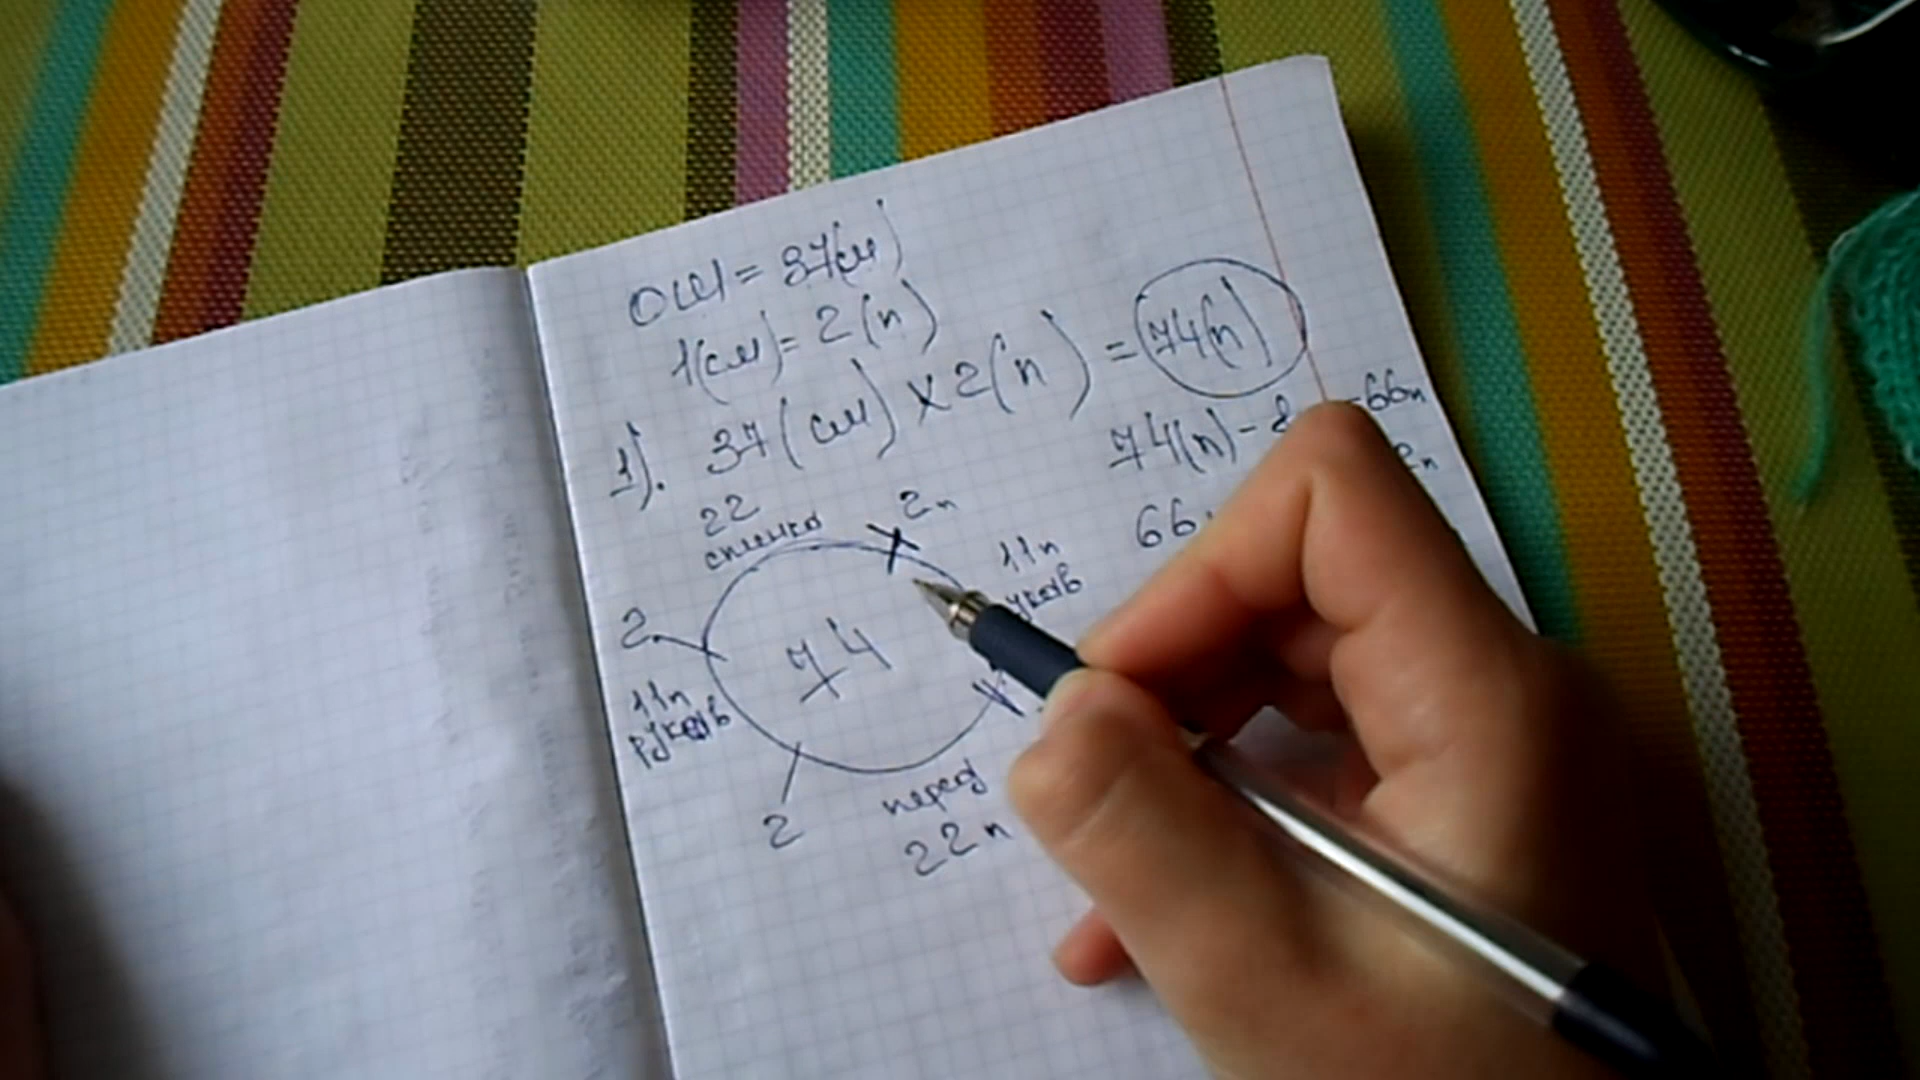 ОШ = 37(см)
1(см) = 2(п)
1). 37(см) × 2(п) = 74(п)
74(п) - 8 =66п
66
22
спинка
2п
11п
рукав
2
74
11п
рукав
2
перед
22п